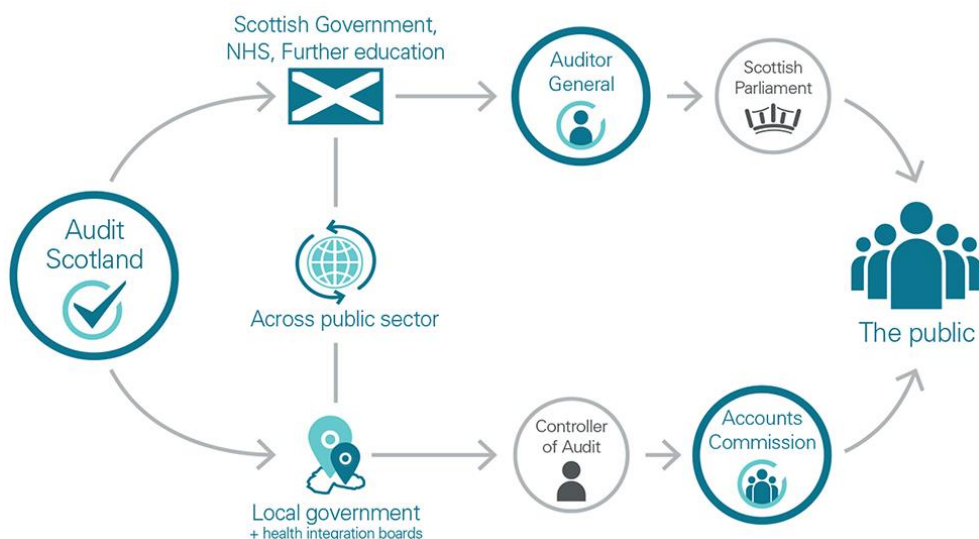 Scottish Government,
NHS, Further education
Auditor
General
Scottish
Parliament
Audit
Scotland
Across public sector
The public
Controller
of Audit
Accounts
Commission
Local government
+ health integration boards